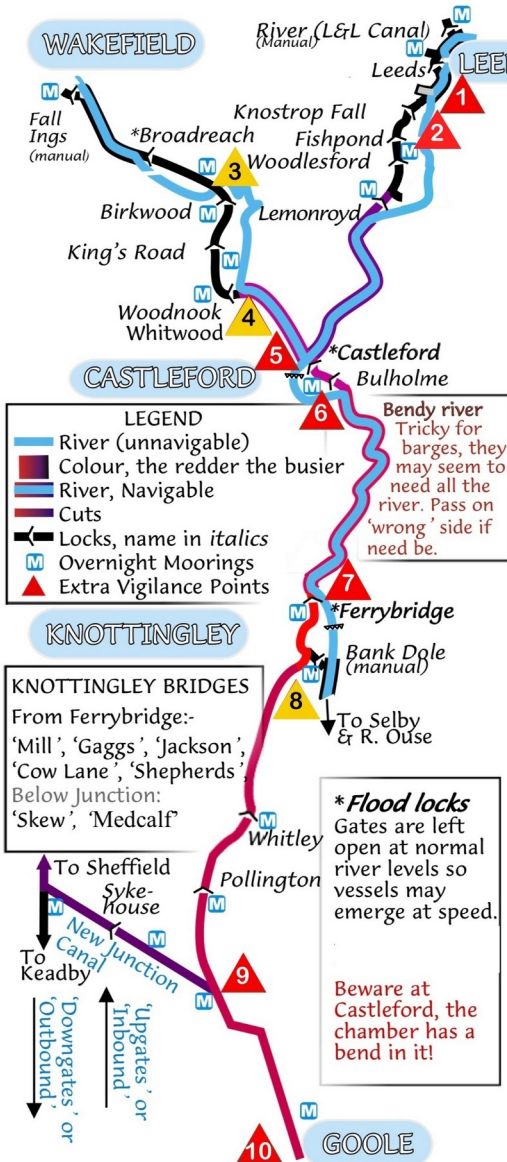 WAKEFIELD
River (L&L Canal)
(Manual)
LEE
Leeds
1
Fall
Ings
(manual)
*Broadreach
Knostrop Fall
Fishpond
2
Woodlesford
3
Birkwood
Lemonroyd
King's Road
Woodnook
Whitwood
4
5
*Castleford
CASTLEFORD
Bulholme
6
LEGEND
River (unnavigable)
Colour, the redder the busier
River, Navigable
Cuts
Locks, name in italics
M Overnight Moorings
Extra Vigilance Points
Bendy river
Tricky for
barges, they
may seem to
need all the
river. Pass on
'wrong' side if
need be.
7
*Ferrybridge
KNOTTINGLEY
Bank Dole
(manual)
8
To Selby
& R. Ouse
KNOTTINGLEY BRIDGES
From Ferrybridge:-
'Mill', 'Gaggs', 'Jackson',
'Cow Lane', 'Shepherds',
Below Junction:
'Skew', 'Medcalf'
*Flood locks
Gates are left
open at normal
river levels so
vessels may
emerge at speed.
Beware at
Castleford, the
chamber has a
bend in it!
Whitley
Pollington
To Sheffield
Syke-
house
New Junction
Canal
To
Keadby
9
'Downgates' or
'Outbound'
'Upgates' or
'Inbound'
10
GOOLE